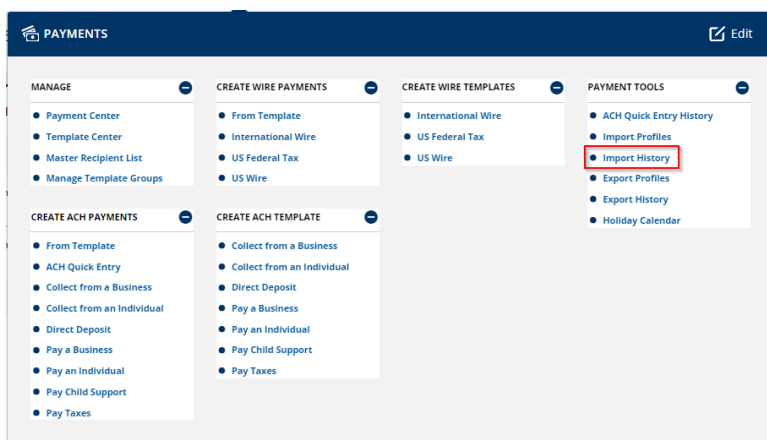 PAYMENTS
Edit
MANAGE
Payment Center
Template Center
Master Recipient List
Manage Template Groups
CREATE WIRE PAYMENTS
From Template
International Wire
US Federal Tax
US Wire
CREATE WIRE TEMPLATES
International Wire
US Federal Tax
US Wire
PAYMENT TOOLS
ACH Quick Entry History
Import Profiles
Import History
Export Profiles
Export History
Holiday Calendar
CREATE ACH PAYMENTS
From Template
ACH Quick Entry
Collect from a Business
Collect from an Individual
Direct Deposit
Pay a Business
Pay an Individual
Pay Child Support
Pay Taxes
CREATE ACH TEMPLATE
Collect from a Business
Collect from an Individual
Direct Deposit
Pay a Business
Pay an Individual
Pay Child Support
Pay Taxes